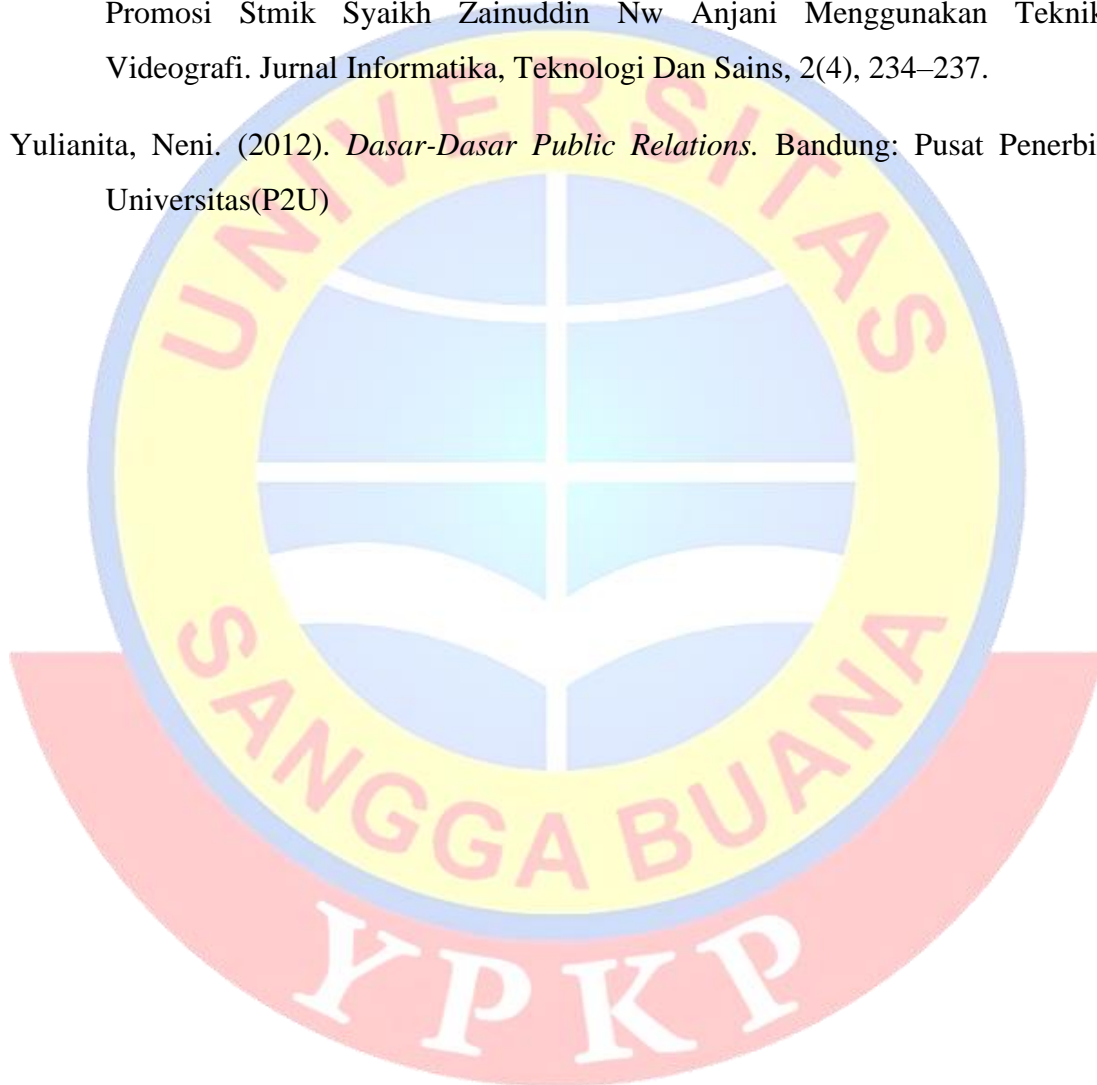 Promosi Stmik Syaikh Zainuddin Nw Anjani Menggunakan Teknik
Videografi. Jurnal Informatika, Teknologi Dan Sains, 2(4), 234–237.
Yulianita, Neni. (2012). Dasar-Dasar Public Relations. Bandung: Pusat Penerbi
Universitas(P2U)
UNIVERSITAS
SANGGA BUANA
YPKP